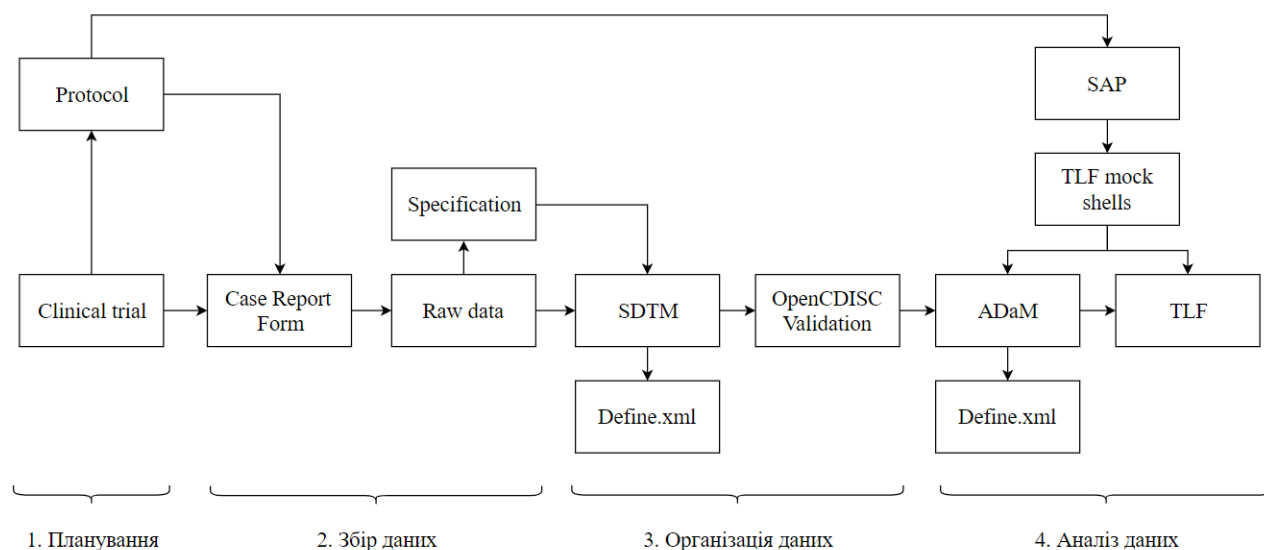 Protocol
SAP
Specification
TLF mock
shells
Clinical trial
Case Report
Form
Raw data
SDTM
OpenCDISC
Validation
ADaM
TLF
Define.xml
Define.xml
1. Планування
2. Збір даних
3. Організація даних
4. Аналіз даних